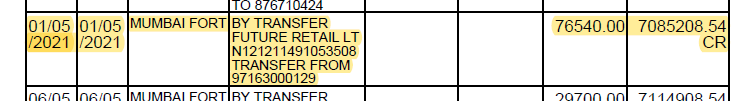 TO 876710424
01/05 01/05 MUMBAI FORT BY TRANSFER 76540.00 7085208.54
/2021 /2021 FUTURE RETAIL LT CR
N121211491053508
TRANSFER FROM
97163000129
06/05 06/05 MUMBAI FORT BY TRANSFER 29700.00 7114908.54